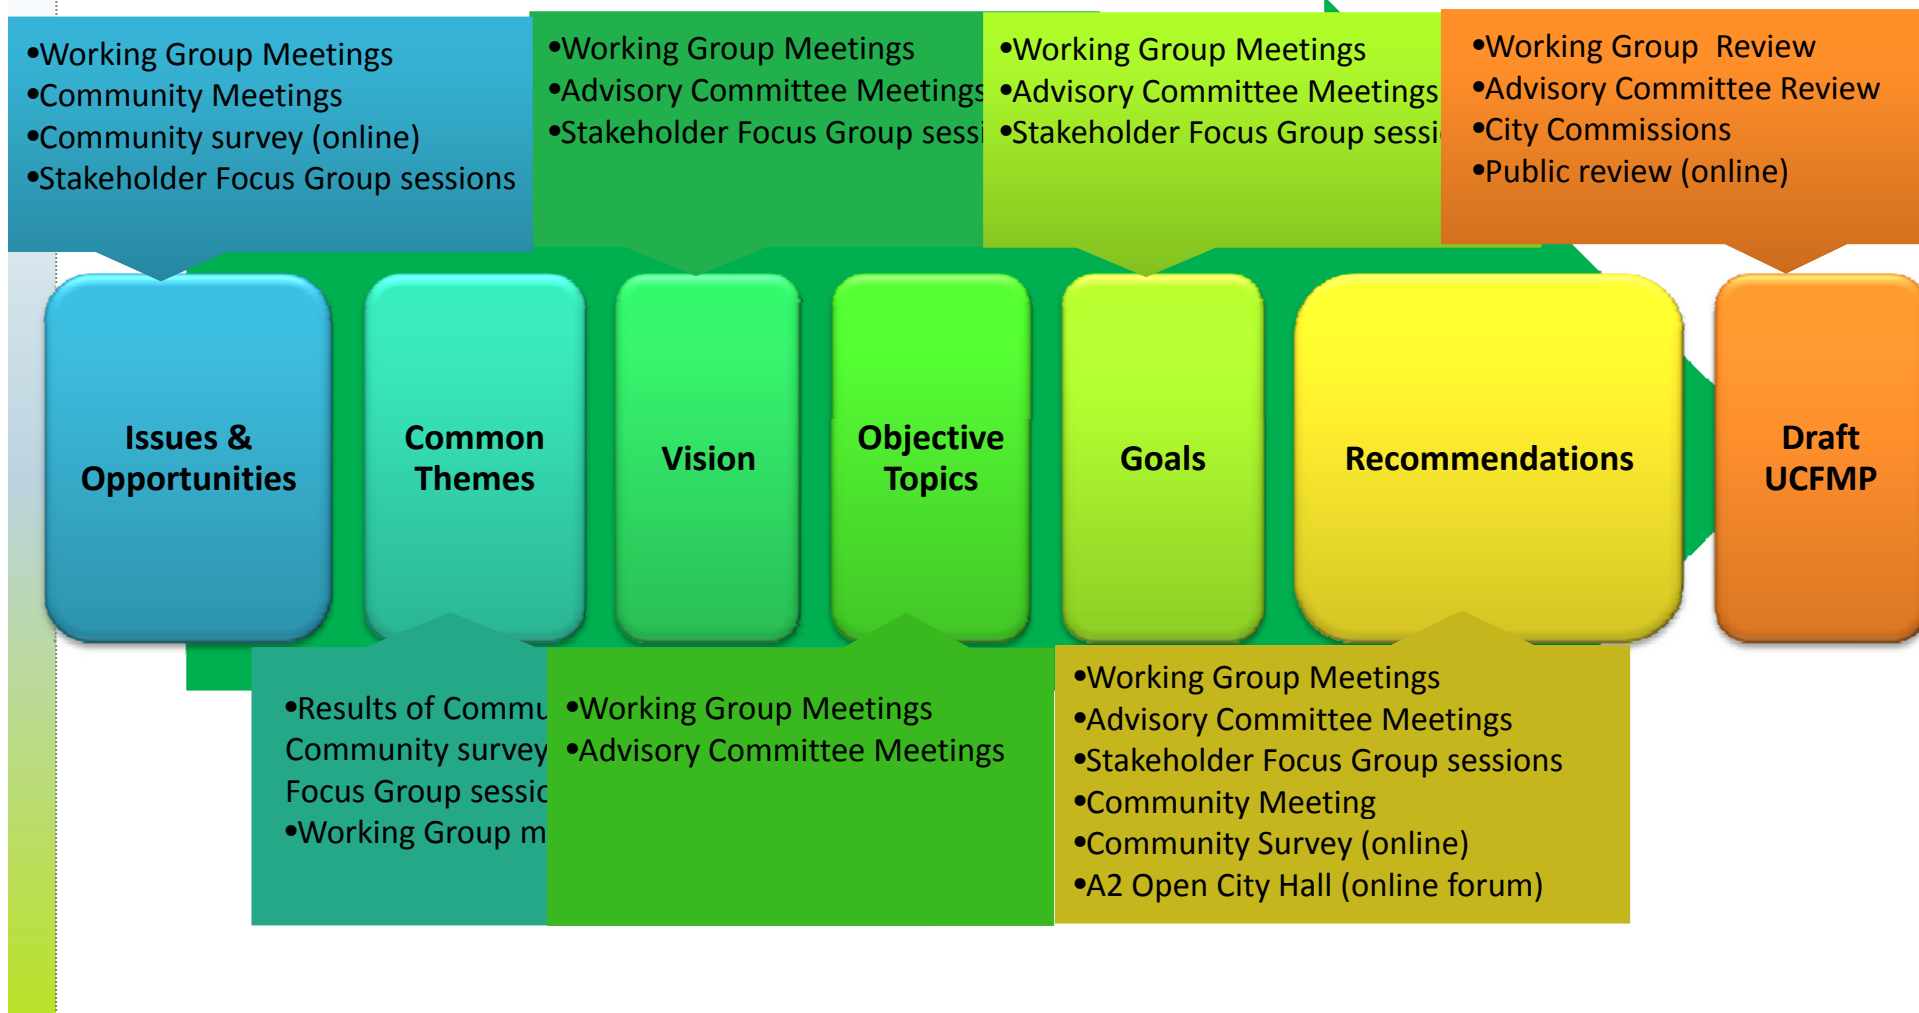 •Working Group Meetings
•Community Meetings
•Community survey (online)
•Stakeholder Focus Group sessions
•Working Group Meetings
•Advisory Committee Meetings
•Stakeholder Focus Group
•Working Group Meetings
•Advisory Committee Meetings
•Stakeholder Focus Group
•Working Group Review
•Advisory Committee Review
•City Commissions
•Public review (online)
Issues &
Opportunities
Common
Themes
Vision
Objective
Topics
Goals
Recommendations
Draft
UCFMP
•Results of
Community survey
Focus Group
•Working Group
•Working Group Meetings
•Advisory Committee Meetings
•Working Group Meetings
•Advisory Committee Meetings
•Stakeholder Focus Group sessions
•Community Meeting
•Community Survey (online)
•A2 Open City Hall (online forum)